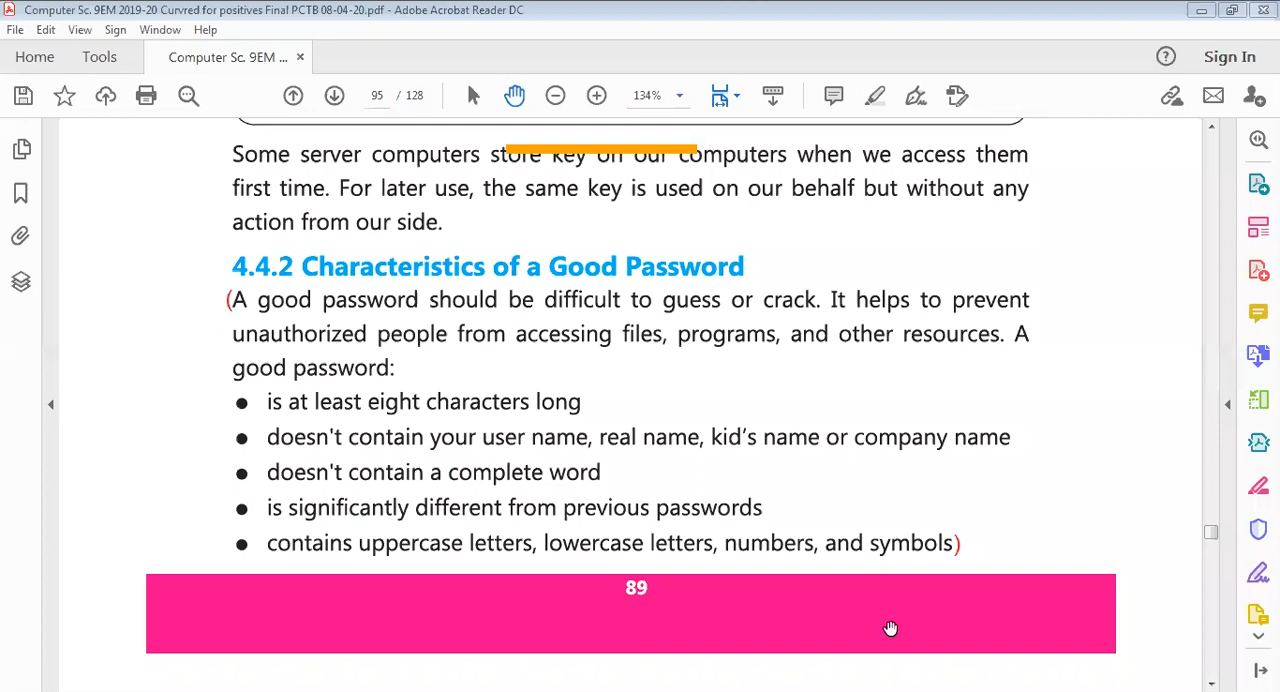 Computer Sc. 9EM 2019-20 Curvred for positives Final PCTB 08-04-20.pdf - Adobe Acrobat Reader DC
File Edit View Sign Window Help
Home Tools Computer Sc. 9EM ... × ? Sign In
95 / 128 134%
Some server computers store key on our computers when we access them
first time. For later use, the same key is used on our behalf but without any
action from our side.
4.4.2 Characteristics of a Good Password
(A good password should be difficult to guess or crack. It helps to prevent
unauthorized people from accessing files, programs, and other resources. A
good password:
● is at least eight characters long
● doesn't contain your user name, real name, kid's name or company name
● doesn't contain a complete word
● is significantly different from previous passwords
● contains uppercase letters, lowercase letters, numbers, and symbols)
89